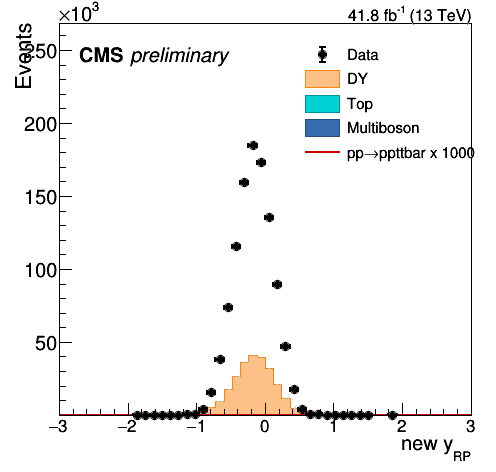 ×10³
41.8 fb⁻¹ (13 TeV)
Events
CMS preliminary
Data
DY
Top
Multiboson
pp→ppttbar x 1000
250
200
150
100
50
−3 −2 −1 0 1 2 3
new y_RP